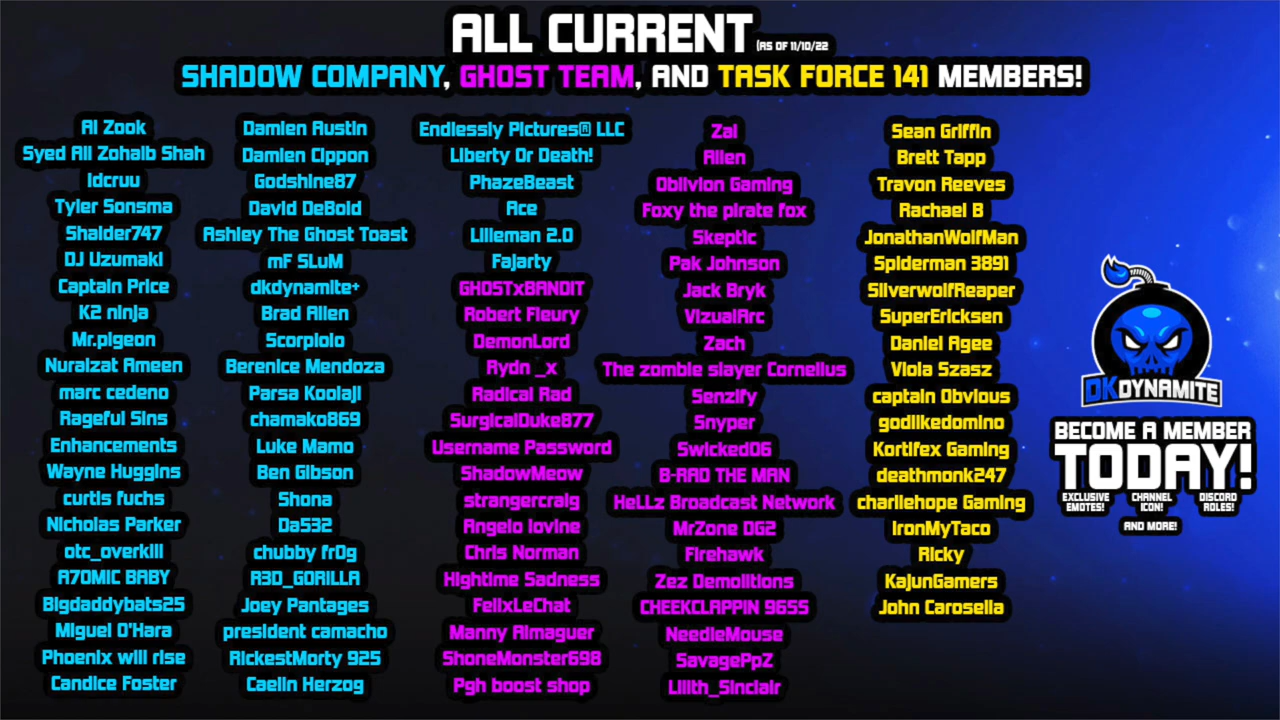 ALL CURRENT (AS OF 11/10/22
SHADOW COMPANY, GHOST TEAM, AND TASK FORCE 141 MEMBERS!
Al Zook
Syed Ali Zohaib Shah
idcruu
Tyler Sonsma
Shaider747
DJ Uzumaki
Captain Price
K2 ninja
Mr.pigeon
Nuraizat Ameen
marc cedeno
Rageful Sins
Enhancements
Wayne Huggins
curtis fuchs
Nicholas Parker
otc_overkill
A7OMIC BABY
Bigdaddybats25
Miguel O'Hara
Phoenix will rise
Candice Foster
Damien Austin
Damien Cippon
Godshine87
David DeBold
Ashley The Ghost Toast
mF SLuM
dkdynamite+
Brad Allen
Scorpiolo
Berenice Mendoza
Parsa Koolaji
chamako869
Luke Mamo
Ben Gibson
Shona
Da532
chubby fr0g
A3D_GORILLA
Joey Pantages
president camacho
RickestMorty 925
Caelin Herzog
Endlessly Pictures® LLC
Liberty Or Death!
PhazeBeast
Ace
Lilleman 2.0
Fajarty
GHOSTxBANDIT
Robert Fleury
DemonLord
Rydn _x
Radical Rad
SurgicalDuke877
Username Password
ShadowMeow
strangercraig
Angelo Iovine
Chris Norman
Hightime Sadness
FelixLeChat
Manny Almaguer
ShoneMonster698
Pgh boost shop
Zai
Alien
Oblivion Gaming
Foxy the pirate fox
Skept1c
Pak Johnson
Jack Bryk
VizualArc
Zach
The zombie slayer Cornelius
Senzify
Snyper
Swicked06
B-RAD THE MAN
HeLLz Broadcast Network
MrZone DG2
Firehawk
Zez Demolitions
CHEEKCLAPPIN 9655
NeedleMouse
SavagePpZ
Lilith_Sinclair
Sean Griffin
Brett Tapp
Travon Reeves
Rachael B
JonathanWolfMan
Spiderman 3891
SilverwolfReaper
SuperEricksen
Daniel Agee
Viola Szasz
captain Obvious
godlikedomino
Kortifex Gaming
deathmonk247
charliehope Gaming
IronMyTaco
Ricky
KajunGamers
John Carosella
DKDYNAMITE
BECOME A MEMBER
TODAY!
EXCLUSIVE EMOTES!
CHANNEL ICON!
DISCORD ROLES!
AND MORE!